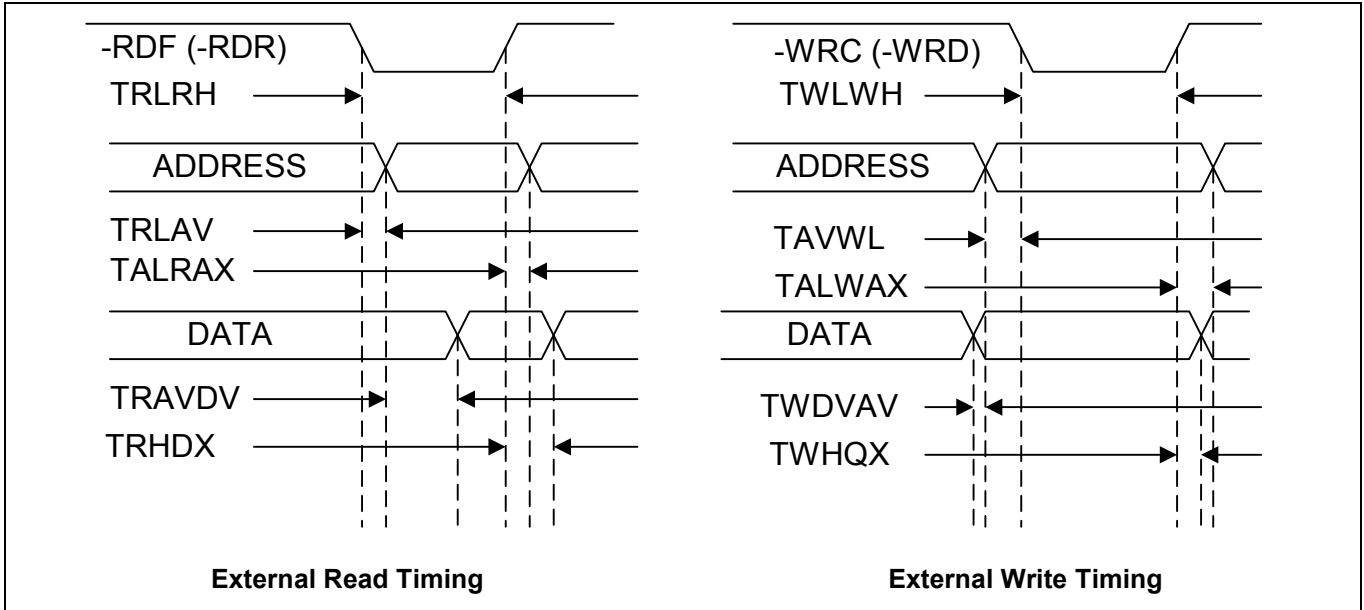 -RDF (-RDR)
TRLRH
ADDRESS
TRLAV
TALRAX
DATA
TRAVDV
TRHDX
External Read Timing
-WRC (-WRD)
TWLWH
ADDRESS
TAVWL
TALWAX
DATA
TWDVAV
TWHQX
External Write Timing